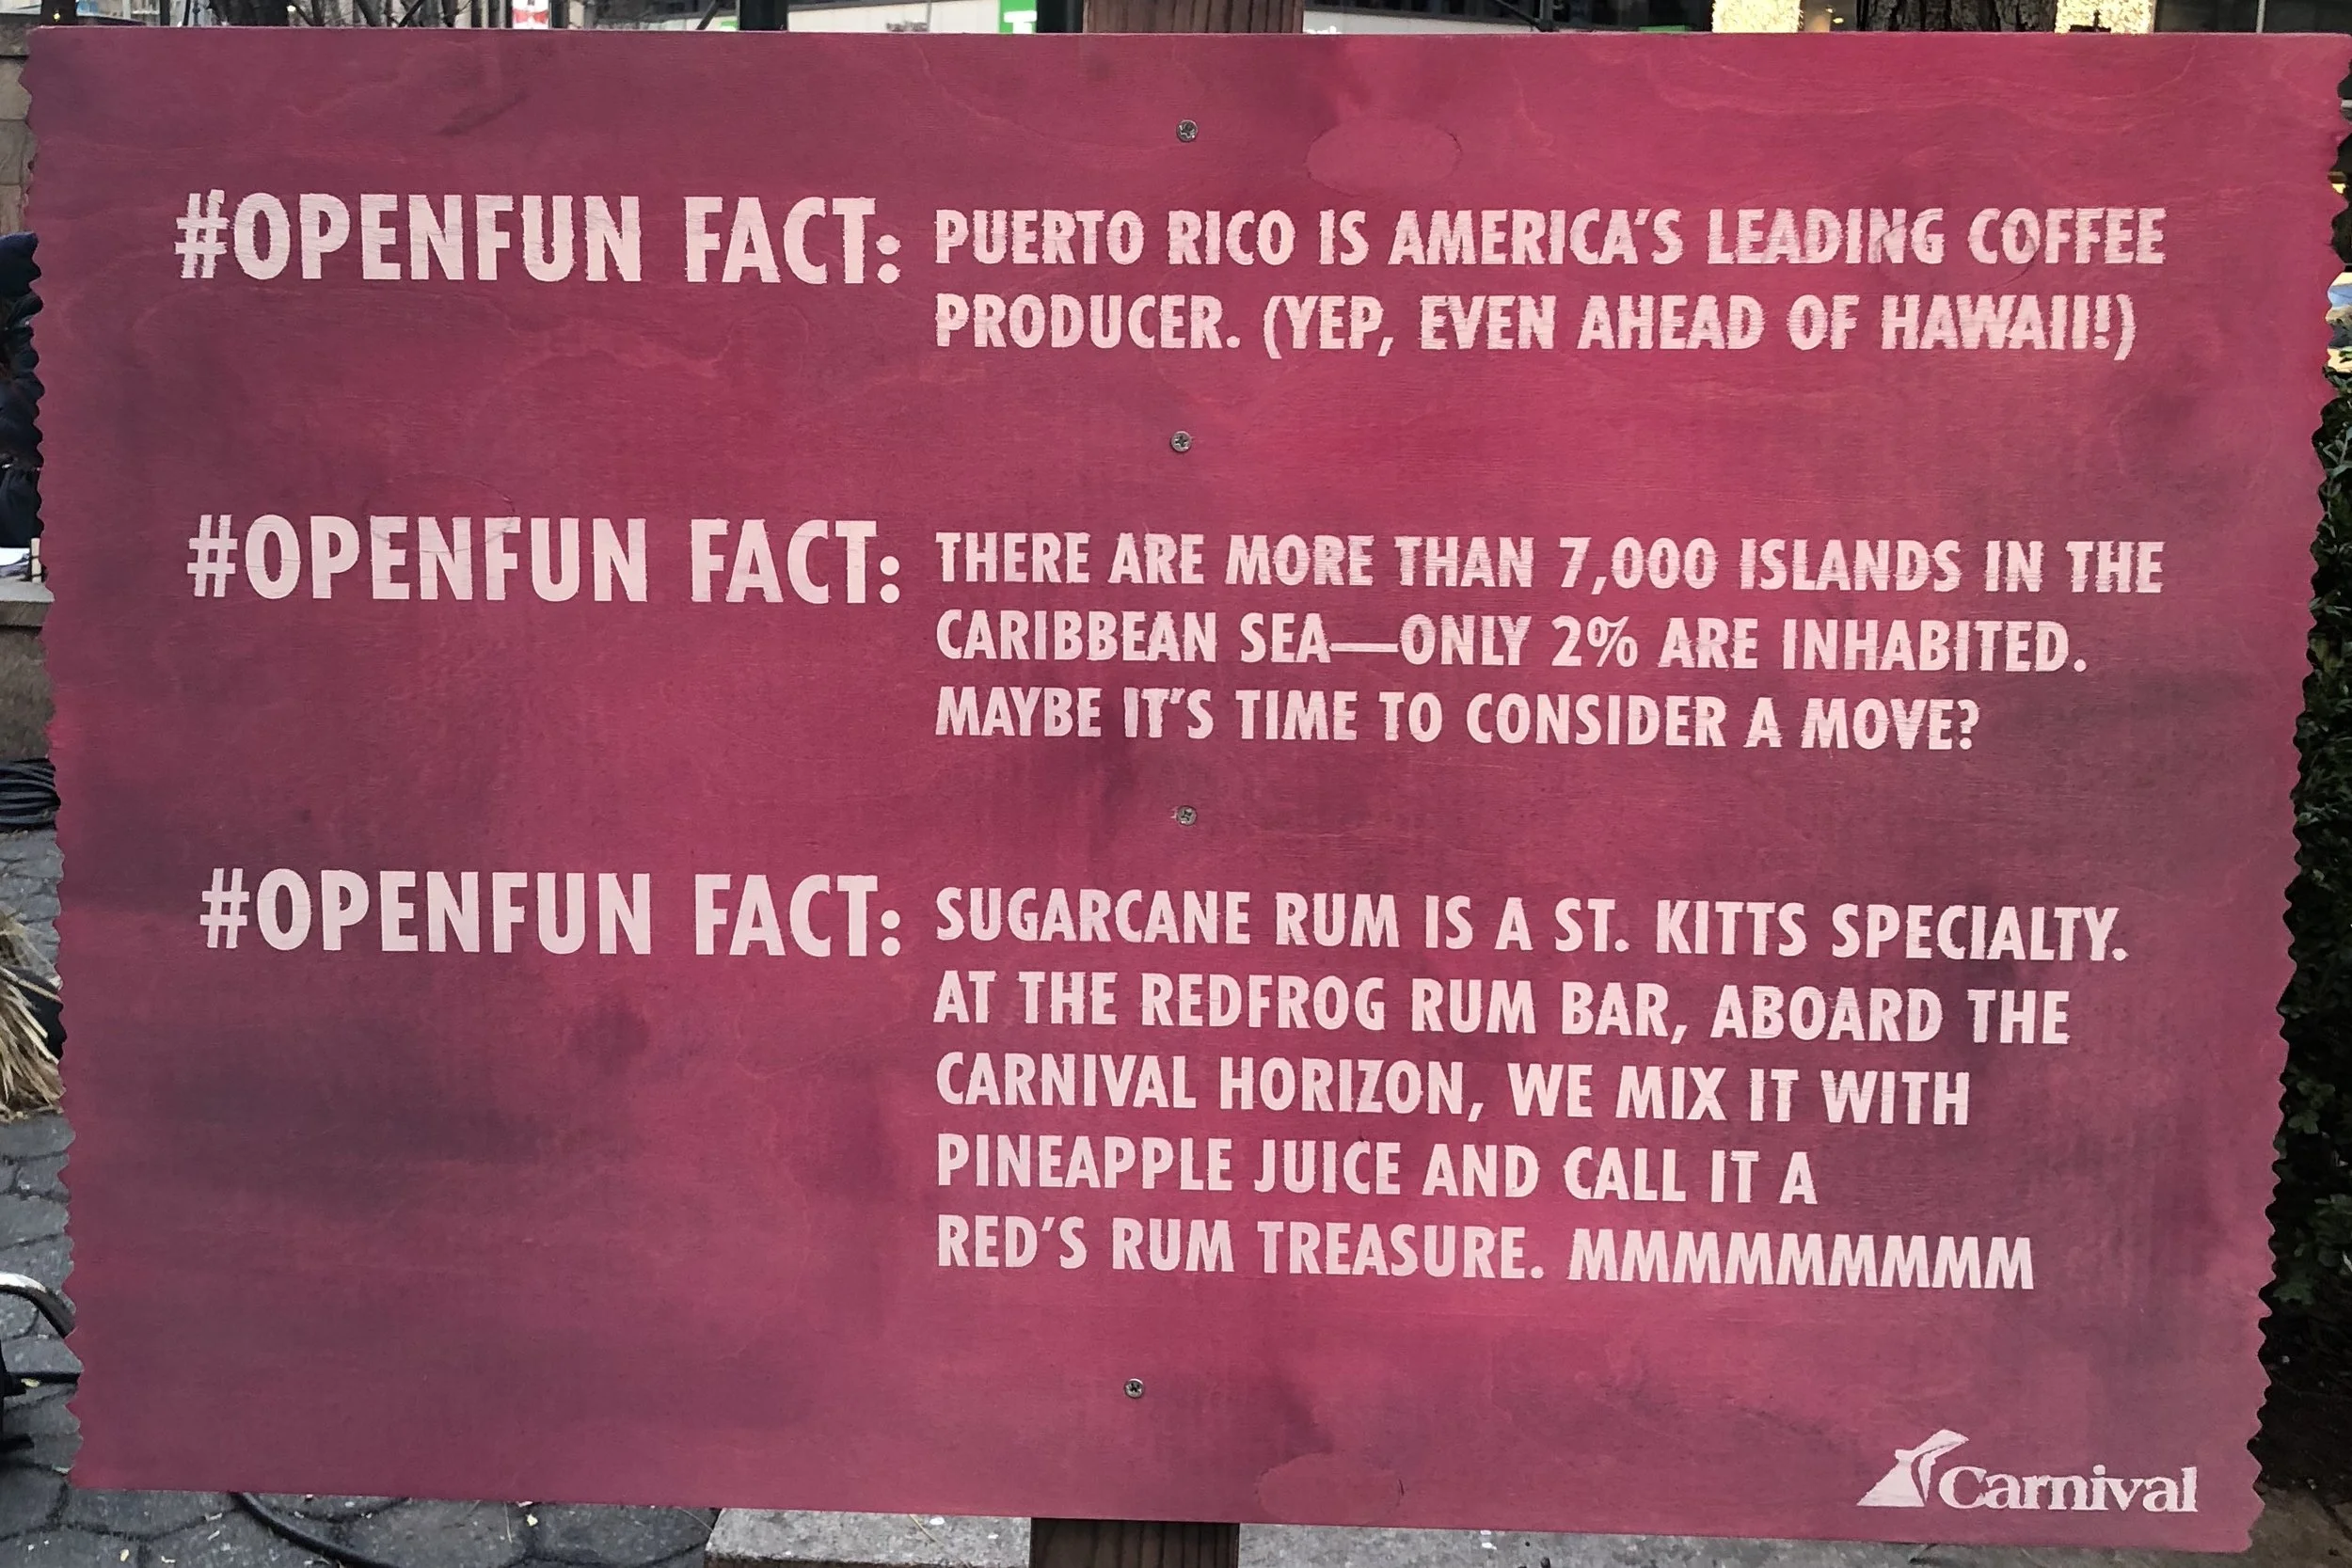 #OPENFUN FACT: PUERTO RICO IS AMERICA'S LEADING COFFEE
PRODUCER. (YEP, EVEN AHEAD OF HAWAII!)
#OPENFUN FACT: THERE ARE MORE THAN 7,000 ISLANDS IN THE
CARIBBEAN SEA—ONLY 2% ARE INHABITED.
MAYBE IT'S TIME TO CONSIDER A MOVE?
#OPENFUN FACT: SUGARCANE RUM IS A ST. KITTS SPECIALTY.
AT THE REDFROG RUM BAR, ABOARD THE
CARNIVAL HORIZON, WE MIX IT WITH
PINEAPPLE JUICE AND CALL IT A
RED'S RUM TREASURE. MMMMMMMMMM
Carnival